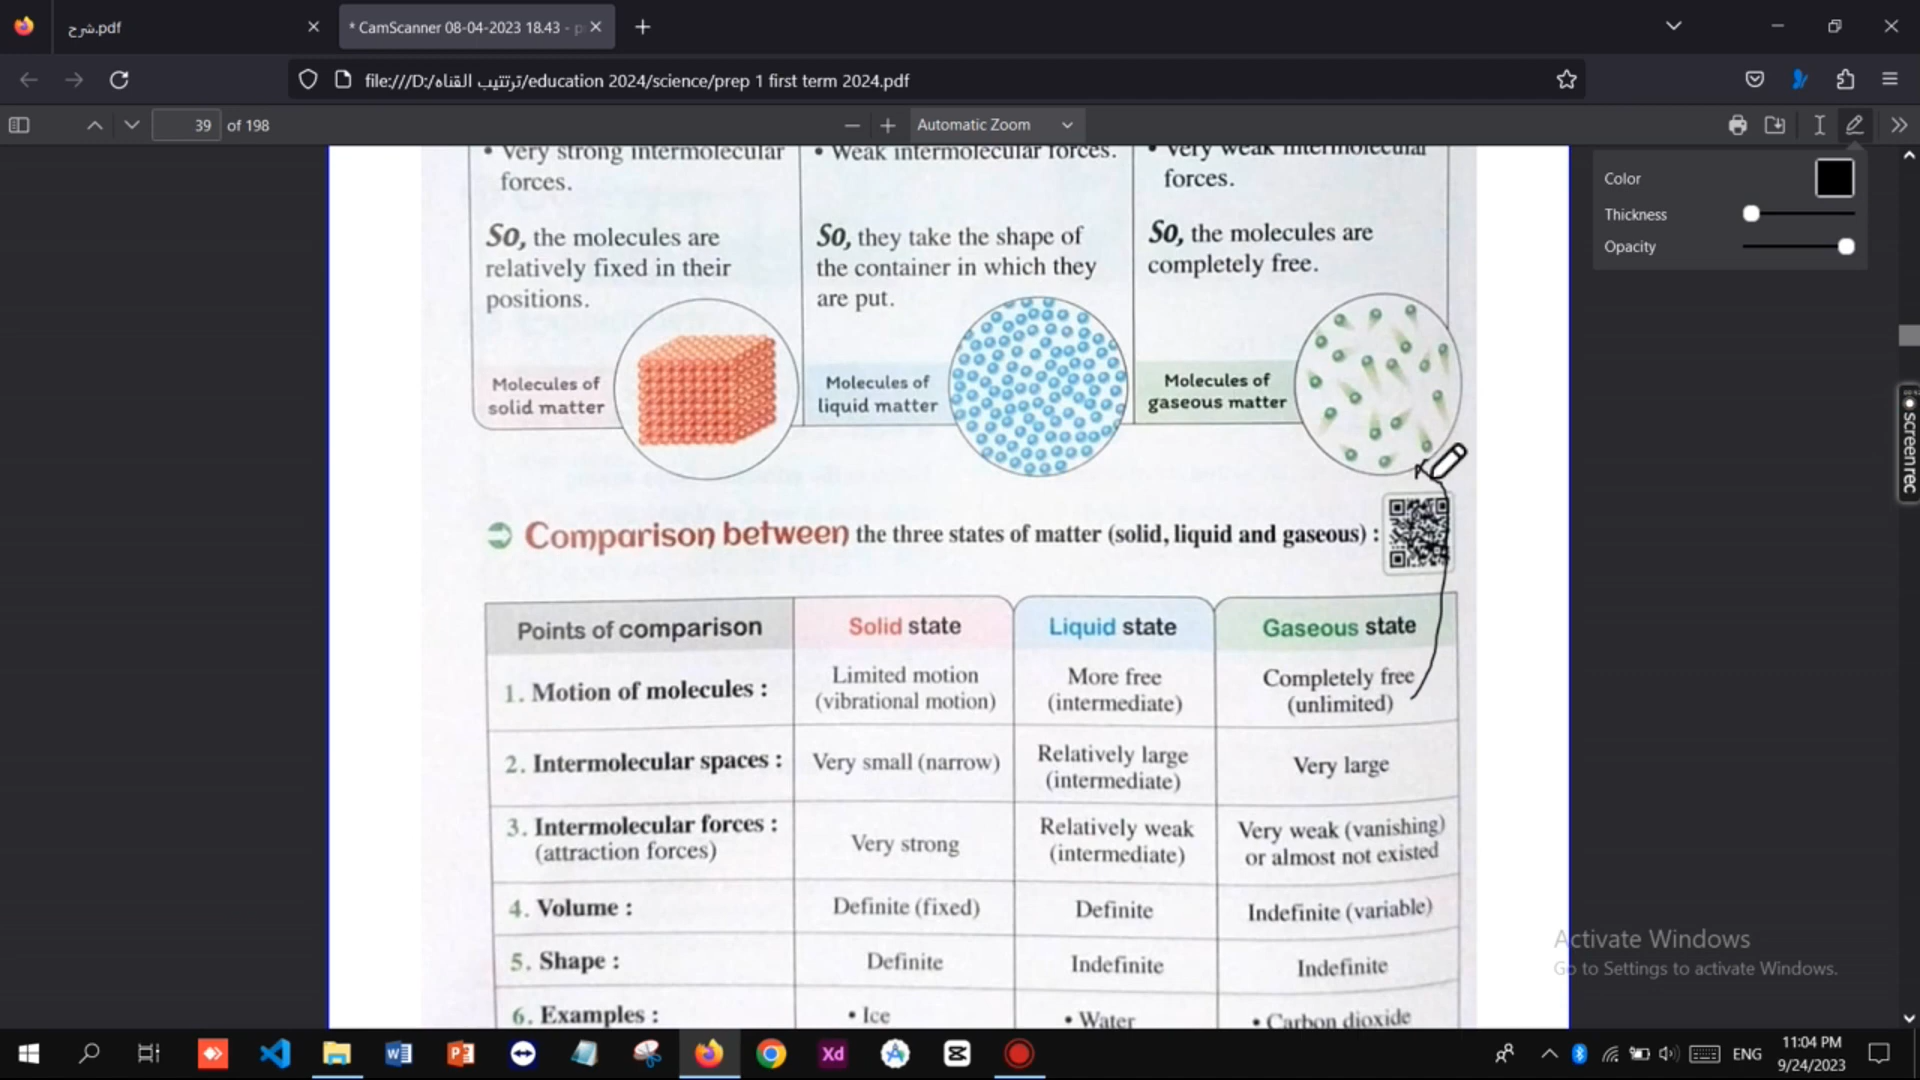 شرح.pdf
* CamScanner 08-04-2023 18.43 - p
file:///D:/ترتتيب القناه/education 2024/science/prep 1 first term 2024.pdf
39 of 198
Automatic Zoom
Color
Thickness
Opacity
• Very strong intermolecular
forces.
So, the molecules are
relatively fixed in their
positions.
Molecules of
solid matter
• Weak intermolecular forces.
So, they take the shape of
the container in which they
are put.
Molecules of
liquid matter
• Very weak intermolecular
forces.
So, the molecules are
completely free.
Molecules of
gaseous matter
Comparison between the three states of matter (solid, liquid and gaseous) :
Points of comparison Solid state Liquid state Gaseous state
1. Motion of molecules : Limited motion (vibrational motion) More free (intermediate) Completely free (unlimited)
2. Intermolecular spaces : Very small (narrow) Relatively large (intermediate) Very large
3. Intermolecular forces : (attraction forces) Very strong Relatively weak (intermediate) Very weak (vanishing) or almost not existed
4. Volume : Definite (fixed) Definite Indefinite (variable)
5. Shape : Definite Indefinite Indefinite
6. Examples : • Ice • Water • Carbon dioxide
screenrec
Activate Windows
Go to Settings to activate Windows.
Xd
ENG
11:04 PM
9/24/2023